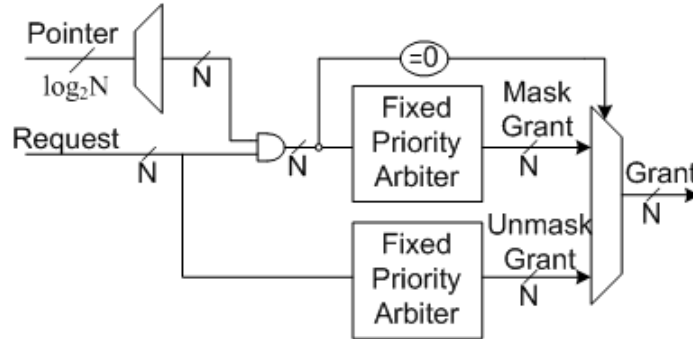 Pointer
log₂N
N
=0
Request
N
N
Fixed
Priority
Arbiter
Mask
Grant
N
Grant
N
Fixed
Priority
Arbiter
Unmask
Grant
N